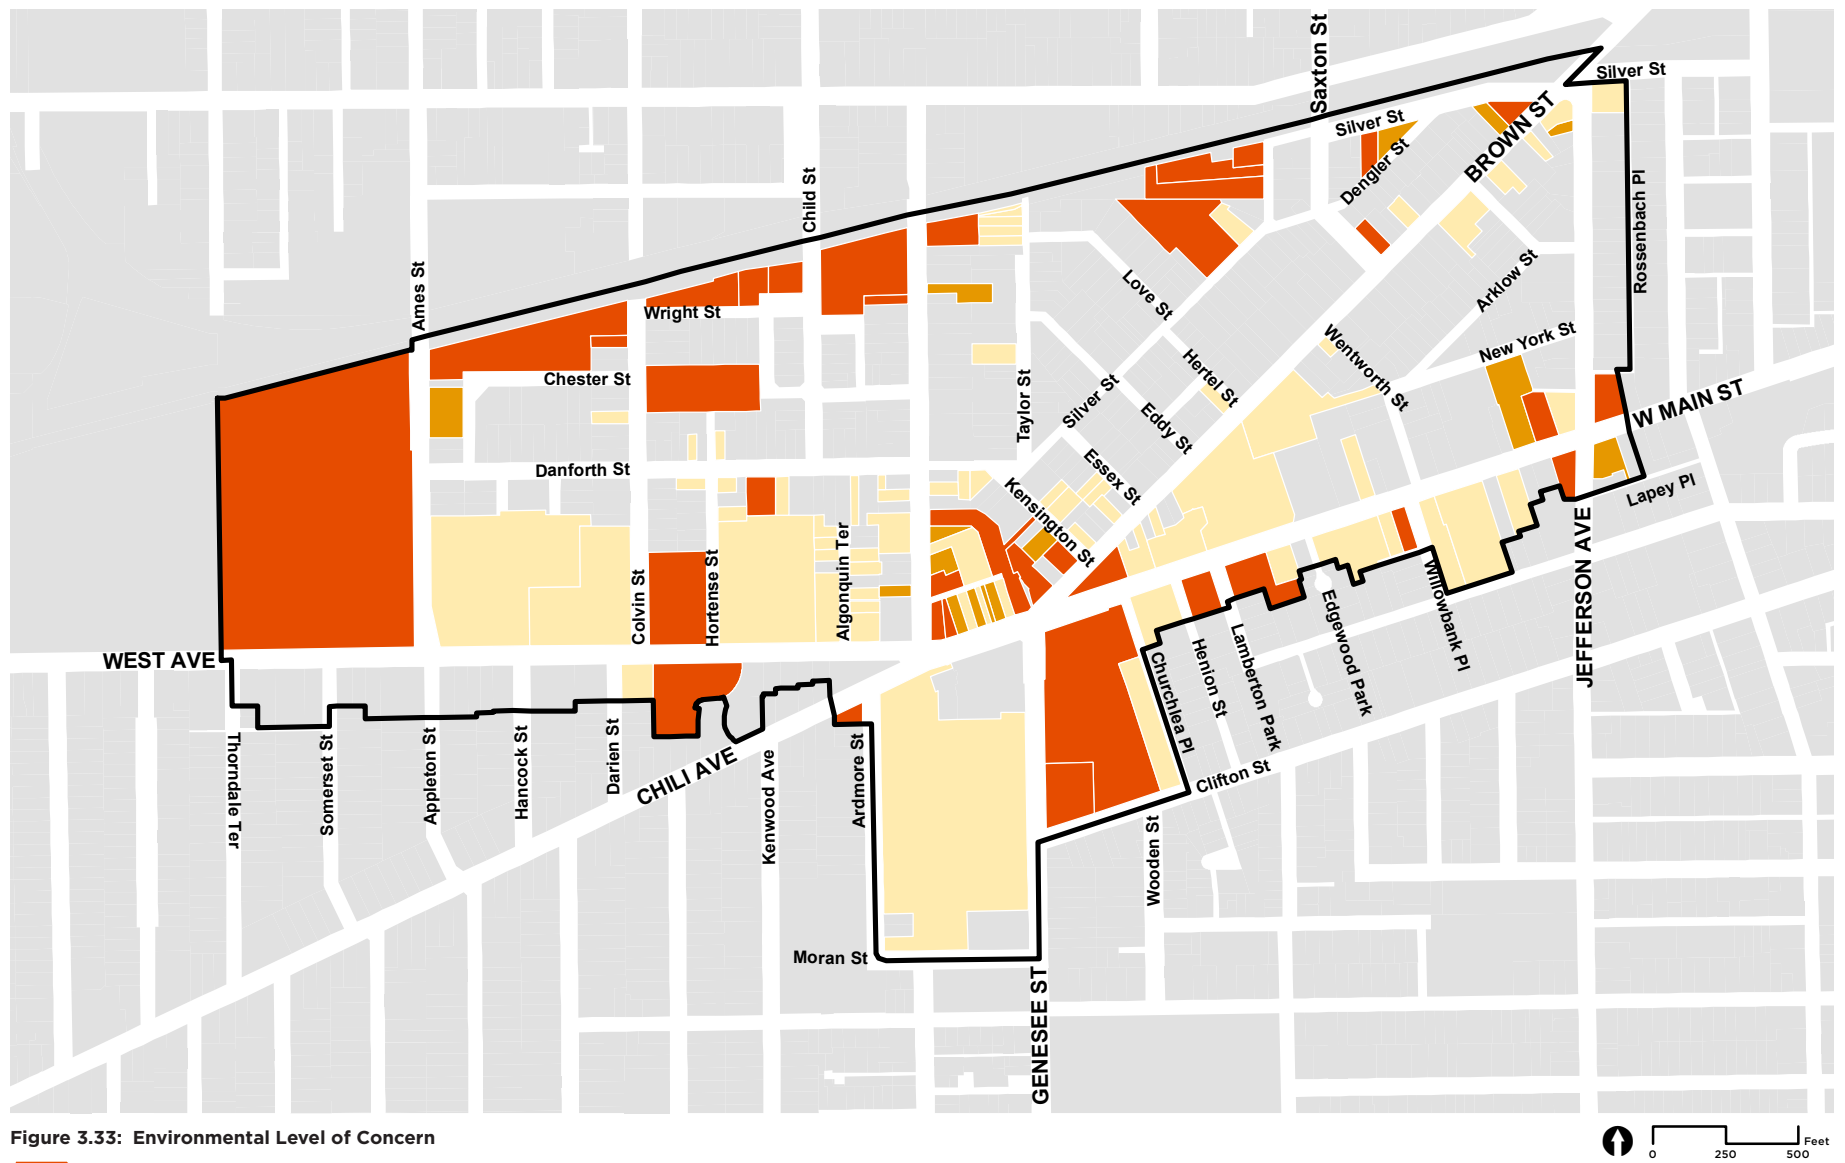 Saxton St
Silver St
Silver St
BROWN ST
Dengler St
Child St
Rossenbach Pl
Ames St
Love St
Arklow St
Wright St
Wentworth St
New York St
Hertel St
Chester St
Taylor St
Silver St
Eddy St
W MAIN ST
Danforth St
Essex St
Kensington St
Lapey Pl
Algonquin Ter
Colvin St
Hortense St
JEFFERSON AVE
Willowbank Pl
Edgewood Park
Lamberton Park
Henion St
Churchlea Pl
WEST AVE
Thorndale Ter
Somerset St
Appleton St
Hancock St
Darien St
CHILI AVE
Kenwood Ave
Ardmore St
Clifton St
Wooden St
Moran St
GENESEE ST
Figure 3.33: Environmental Level of Concern
Feet
0 250 500